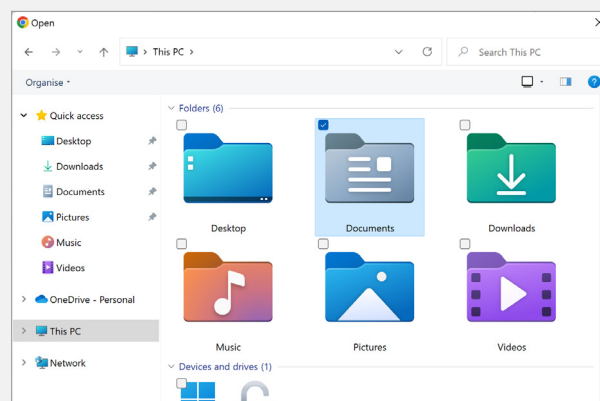 Open
This PC
Search This PC
Organise
Quick access
Desktop
Downloads
Documents
Pictures
Music
Videos
OneDrive - Personal
This PC
Network
Folders (6)
Desktop
Documents
Downloads
Music
Pictures
Videos
Devices and drives (1)